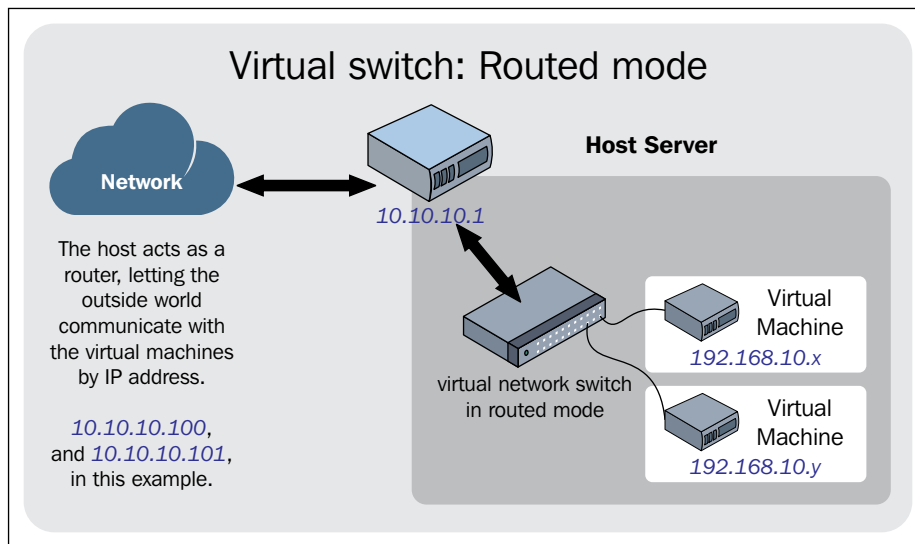 Virtual switch: Routed mode
Host Server
Network
10.10.10.1
The host acts as a
router, letting the
outside world
communicate with
the virtual machines
by IP address.
10.10.10.100,
and 10.10.10.101,
in this example.
virtual network switch
in routed mode
Virtual
Machine
192.168.10.x
Virtual
Machine
192.168.10.y